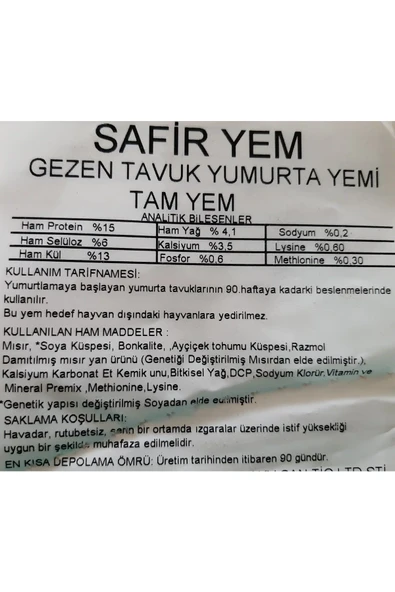 SAFİR YEM
GEZEN TAVUK YUMURTA YEMİ
TAM YEM
ANALİTİK BİLEŞENLER
Ham Protein %15 Ham Yağ % 4,1 Sodyum %0,2
Ham Selüloz %6 Kalsiyum %3,5 Lysine %0,60
Ham Kül %13 Fosfor %0,6 Methionine %0,30
KULLANIM TARİFNAMESİ:
Yumurtlamaya başlayan yumurta tavuklarının 90.haftaya kadarki beslenmelerinde
kullanılır.
Bu yem hedef hayvan dışındaki hayvanlara yedirilmez.
KULLANILAN HAM MADDELER :
Mısır, *Soya Küspesi, Bonkalite, ,Ayçiçek tohumu Küspesi,Razmol
Damıtılmış mısır yan ürünü (Genetiği Değiştirilmiş Mısırdan elde edilmiştir.),
Kalsiyum Karbonat Et Kemik unu,Bitkisel Yağ,DCP,Sodyum Klorür,Vitamin ve
Mineral Premix ,Methionine,Lysine.
*Genetik yapısı değiştirilmiş Soyadan elde edilmiştir.
SAKLAMA KOŞULLARI:
Havadar, rutubetsiz, serin bir ortamda ızgaralar üzerinde istif yüksekliği
uygun bir şekilde muhafaza edilmelidir.
EN KISA DEPOLAMA ÖMRÜ: Üretim tarihinden itibaren 90 gündür.
TİC LTD ŞTİ